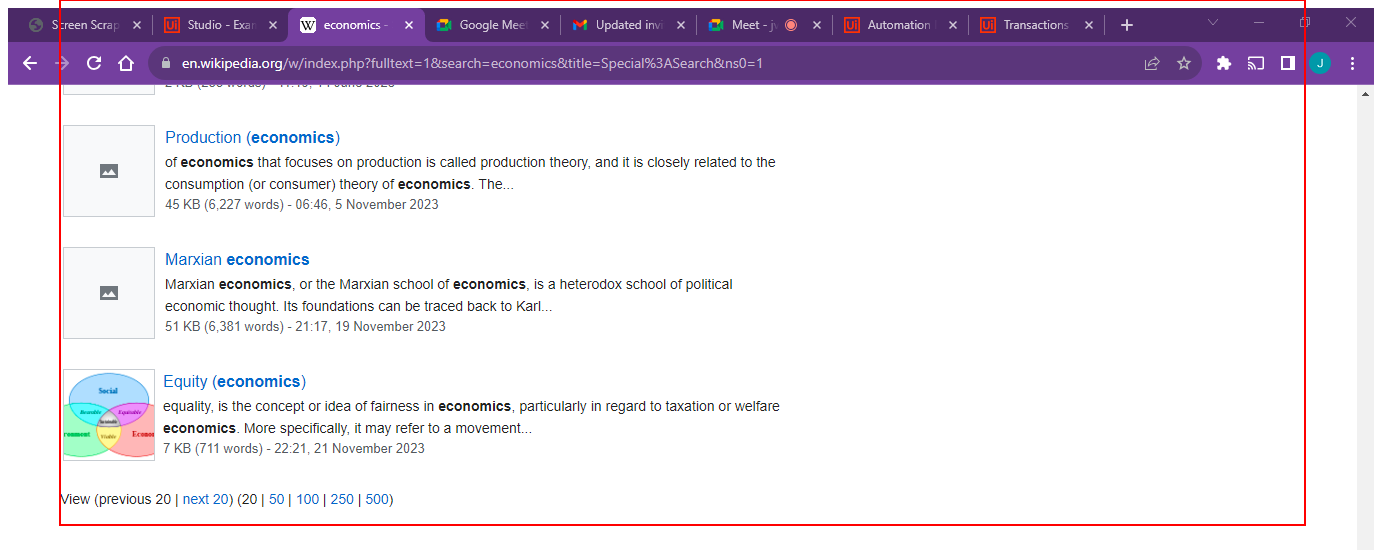 Screen Scrap
Studio - Exan
economics -
Google Meet
Updated invi
Meet - jv
Automation
Transactions
en.wikipedia.org/w/index.php?fulltext=1&search=economics&title=Special%3ASearch&ns0=1
J
Production (economics)
of economics that focuses on production is called production theory, and it is closely related to the
consumption (or consumer) theory of economics. The...
45 KB (6,227 words) - 06:46, 5 November 2023
Marxian economics
Marxian economics, or the Marxian school of economics, is a heterodox school of political
economic thought. Its foundations can be traced back to Karl...
51 KB (6,381 words) - 21:17, 19 November 2023
Social
Bearable Equitable
Viable
ronment Econo
Equity (economics)
equality, is the concept or idea of fairness in economics, particularly in regard to taxation or welfare
economics. More specifically, it may refer to a movement...
7 KB (711 words) - 22:21, 21 November 2023
View (previous 20 | next 20) (20 | 50 | 100 | 250 | 500)